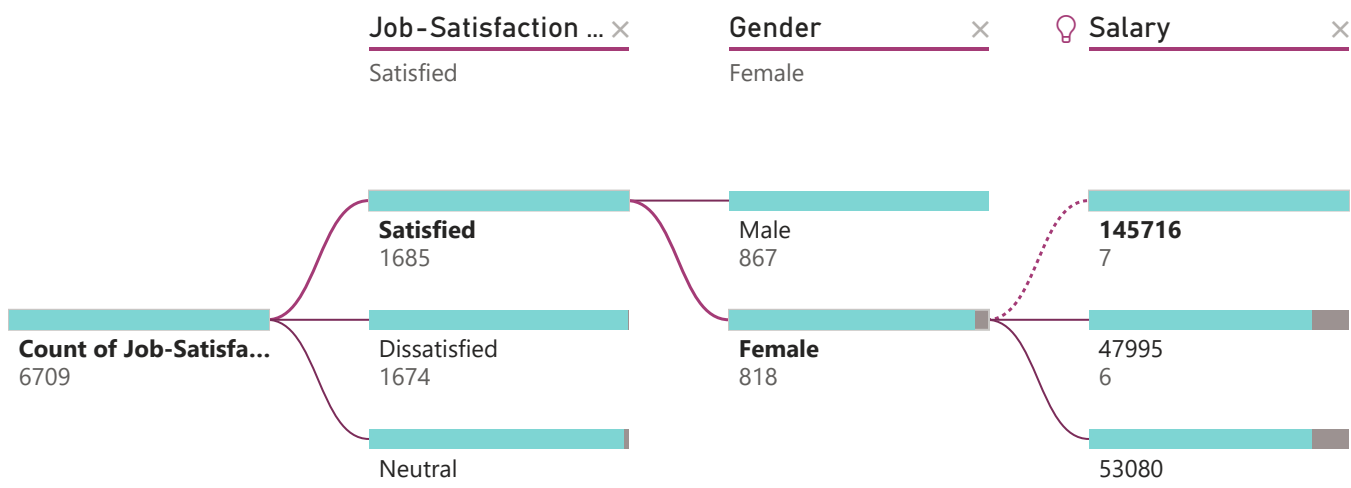 Job-Satisfaction ...
Gender
Salary
Satisfied
Female
Satisfied
1685
Male
867
145716
7
Count of Job-Satisfa...
6709
Dissatisfied
1674
Female
818
47995
6
Neutral
53080